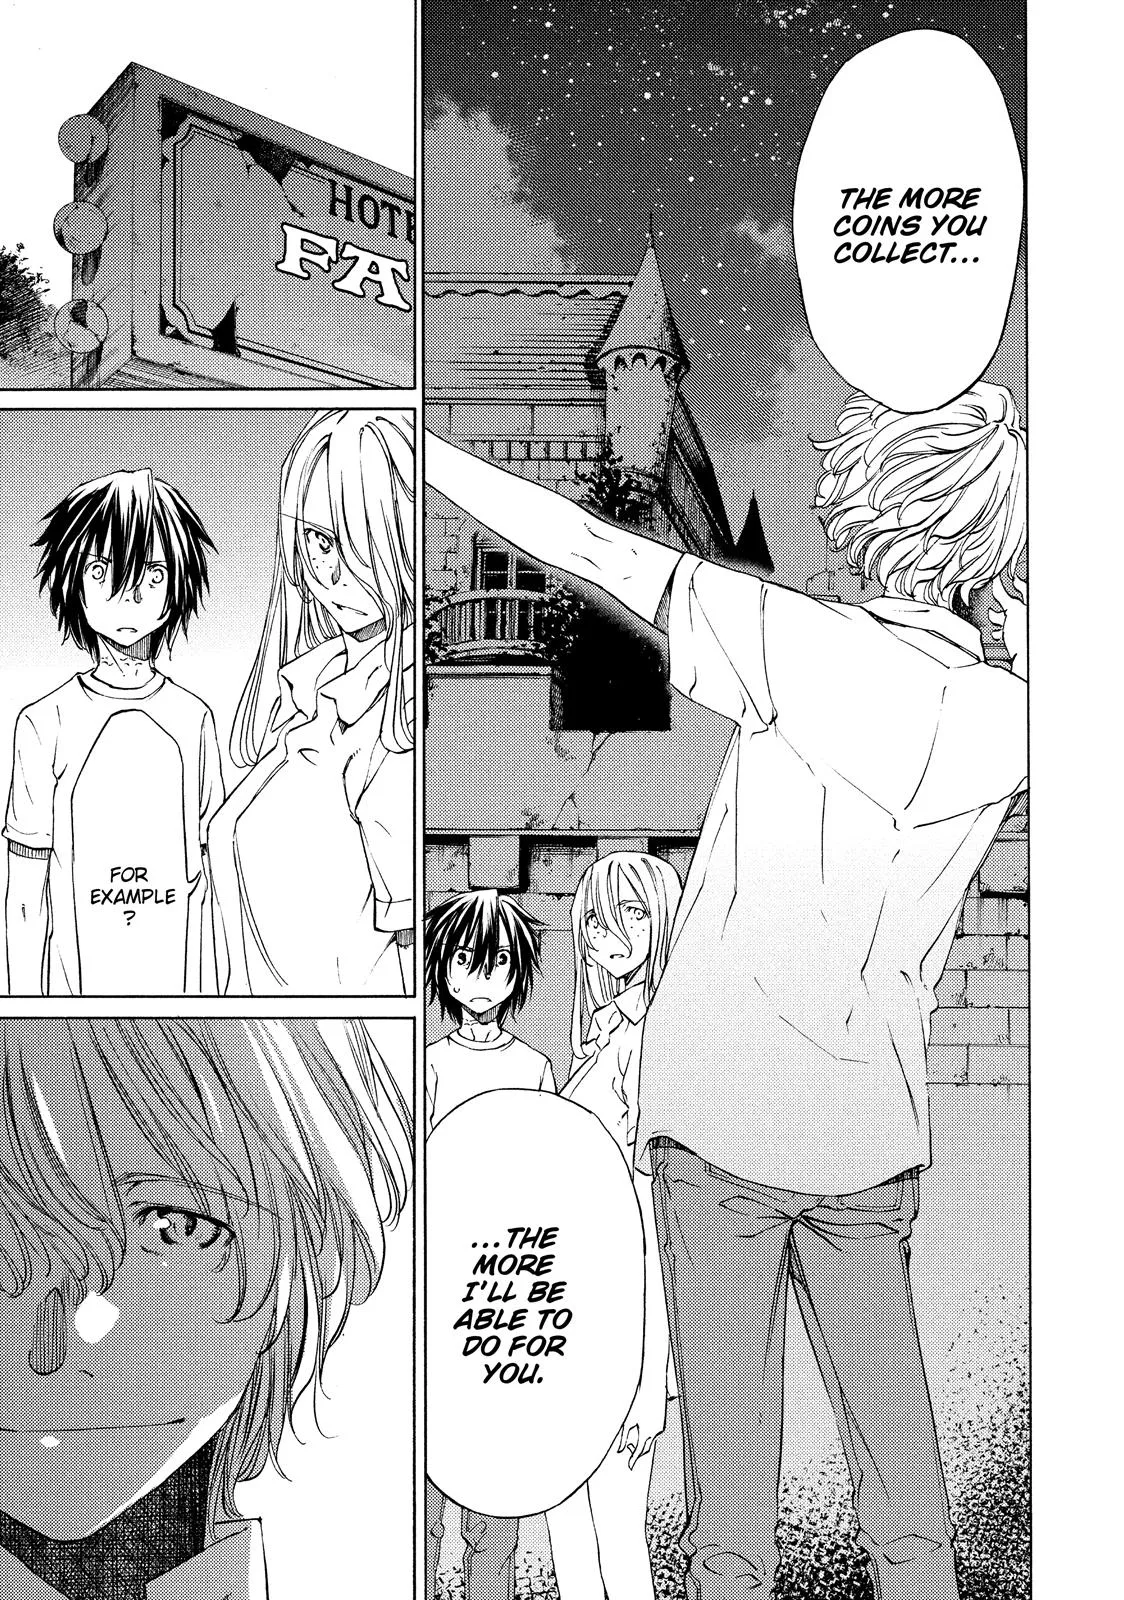 THE MORE
COINS YOU
COLLECT...
...THE
MORE
I'LL BE
ABLE TO
DO FOR
YOU.
HOTE
FA
FOR
EXAMPLE
?